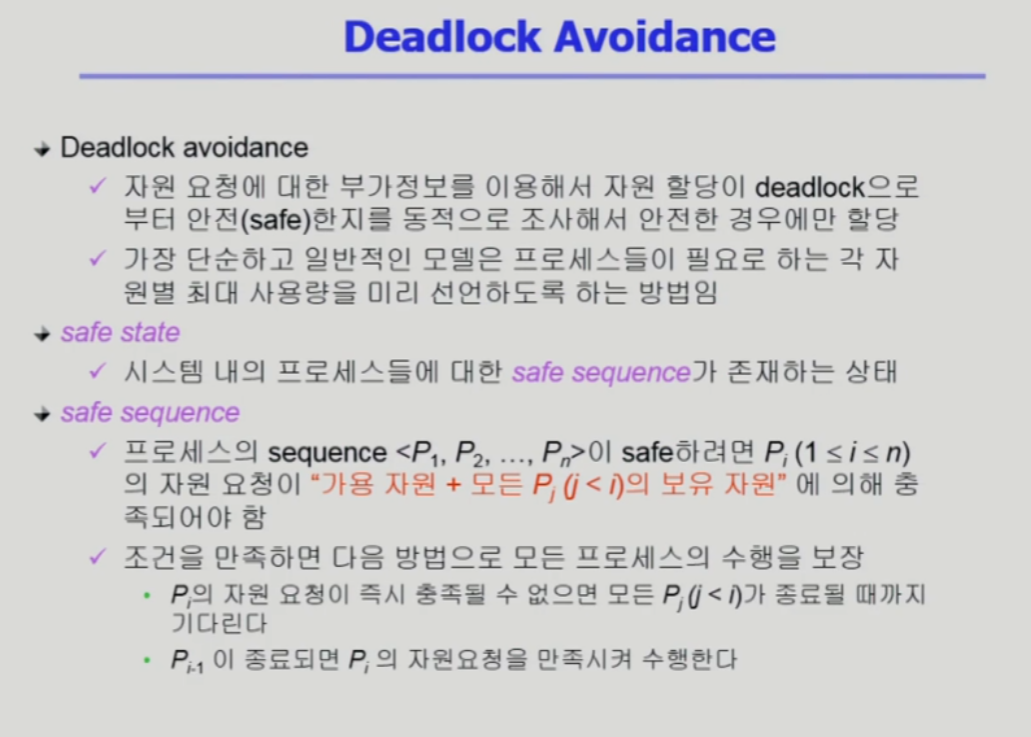 Deadlock Avoidance
Deadlock avoidance
자원 요청에 대한 부가정보를 이용해서 자원 할당이 deadlock으로
부터 안전(safe)한지를 동적으로 조사해서 안전한 경우에만 할당
가장 단순하고 일반적인 모델은 프로세스들이 필요로 하는 각 자
원별 최대 사용량을 미리 선언하도록 하는 방법임
safe state
시스템 내의 프로세스들에 대한 safe sequence가 존재하는 상태
safe sequence
프로세스의 sequence <P₁, P₂, …, Pₙ>이 safe하려면 Pᵢ (1 ≤ i ≤ n)
의 자원 요청이 “가용 자원 + 모든 Pⱼ (j < i)의 보유 자원” 에 의해 충
족되어야 함
조건을 만족하면 다음 방법으로 모든 프로세스의 수행을 보장
Pᵢ의 자원 요청이 즉시 충족될 수 없으면 모든 Pⱼ (j < i)가 종료될 때까지
기다린다
Pᵢ₋₁ 이 종료되면 Pᵢ 의 자원요청을 만족시켜 수행한다